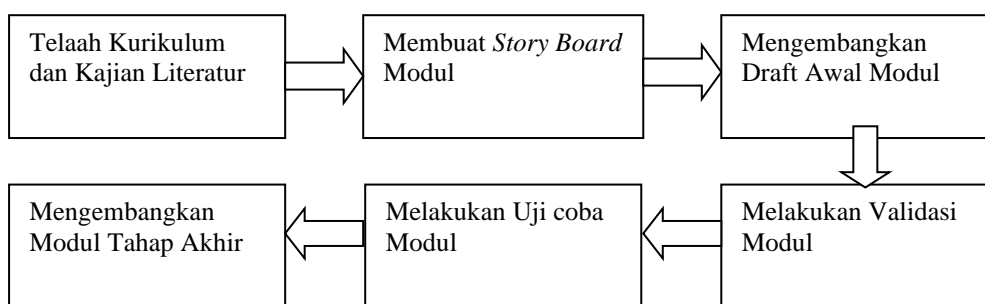 Telaah Kurikulum
dan Kajian Literatur
Membuat Story Board
Modul
Mengembangkan
Draft Awal Modul
Melakukan Validasi
Modul
Melakukan Uji coba
Modul
Mengembangkan
Modul Tahap Akhir